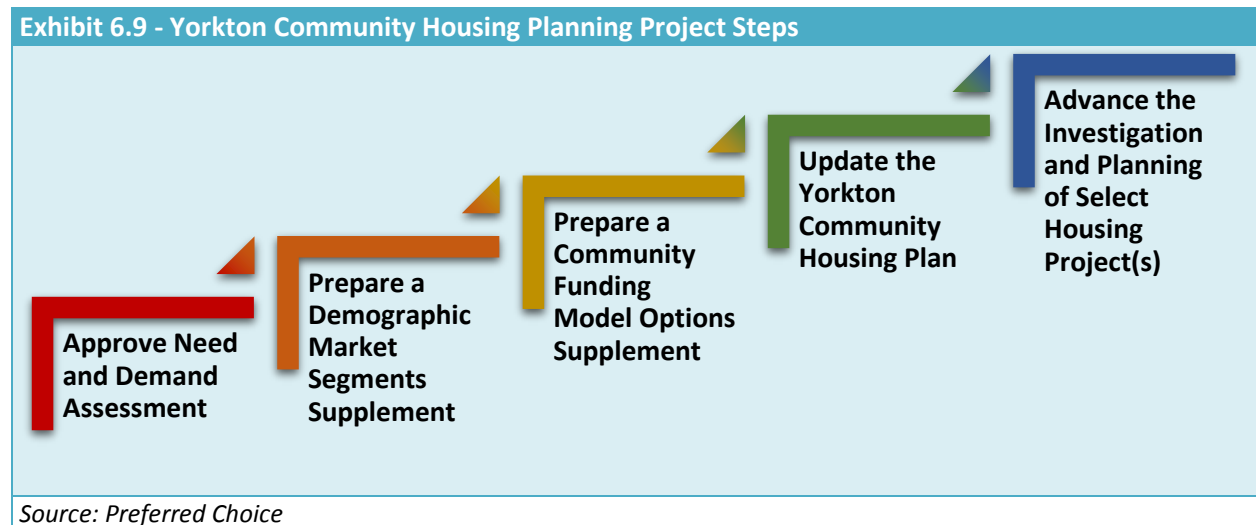 Exhibit 6.9 - Yorkton Community Housing Planning Project Steps
Approve Need
and Demand
Assessment
Prepare a
Demographic
Market
Segments
Supplement
Prepare a
Community
Funding
Model Options
Supplement
Update the
Yorkton
Community
Housing Plan
Advance the
Investigation
and Planning
of Select
Housing
Project(s)
Source: Preferred Choice